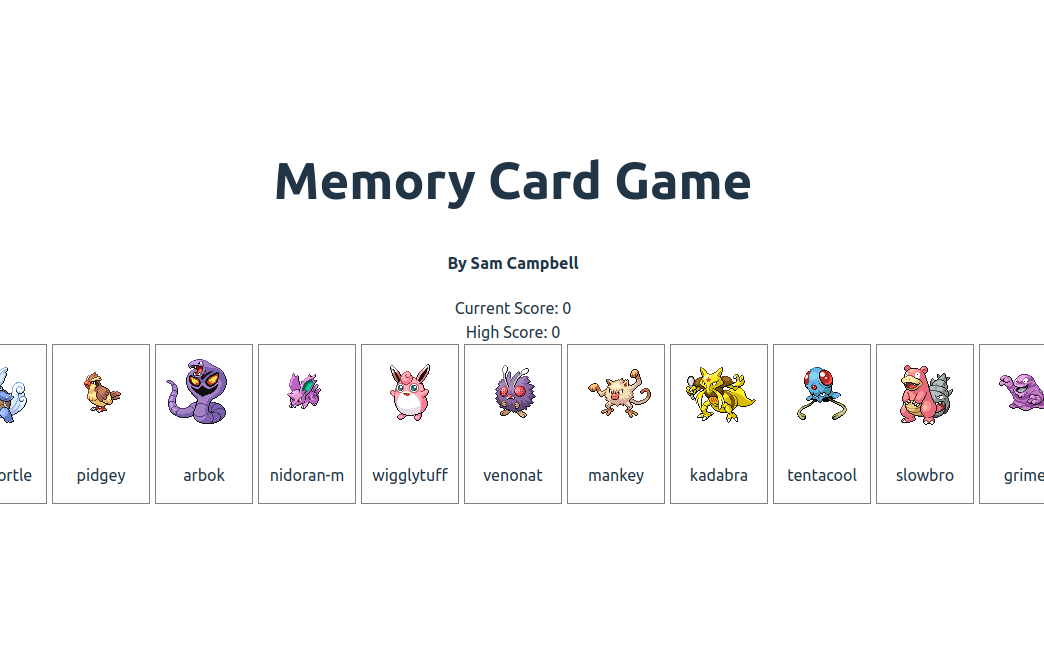 Memory Card Game
By Sam Campbell
Current Score: 0
High Score: 0
ortle pidgey arbok nidoran-m wigglytuff venonat mankey kadabra tentacool slowbro grime